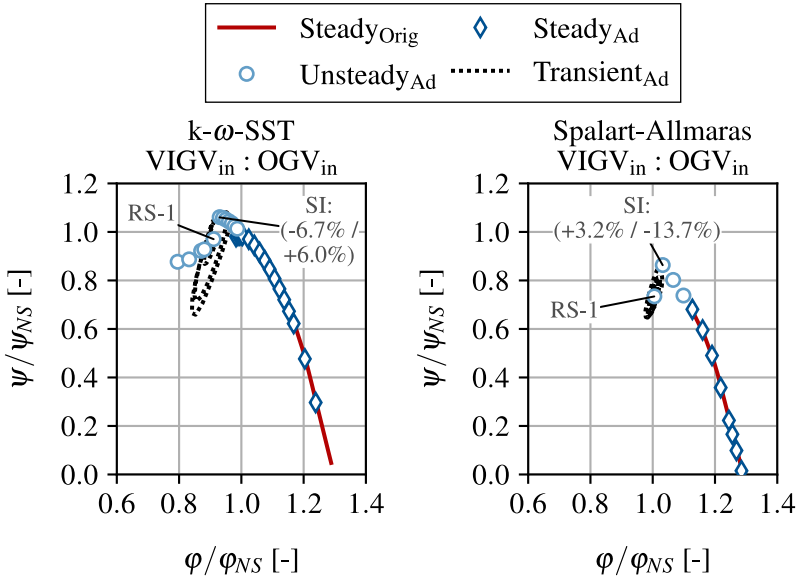 Steady_Orig Steady_Ad
Unsteady_Ad Transient_Ad
k-ω-SST
VIGV_in : OGV_in
1.2
1.0
0.8
0.6
0.4
0.2
0.0
ψ/ψ_NS [-]
RS-1
SI:
(-6.7% /
+6.0%)
0.6 0.8 1.0 1.2 1.4
φ/φ_NS [-]
Spalart-Allmaras
VIGV_in : OGV_in
1.2
1.0
0.8
0.6
0.4
0.2
0.0
ψ/ψ_NS [-]
SI:
(+3.2% / -13.7%)
RS-1
0.6 0.8 1.0 1.2 1.4
φ/φ_NS [-]